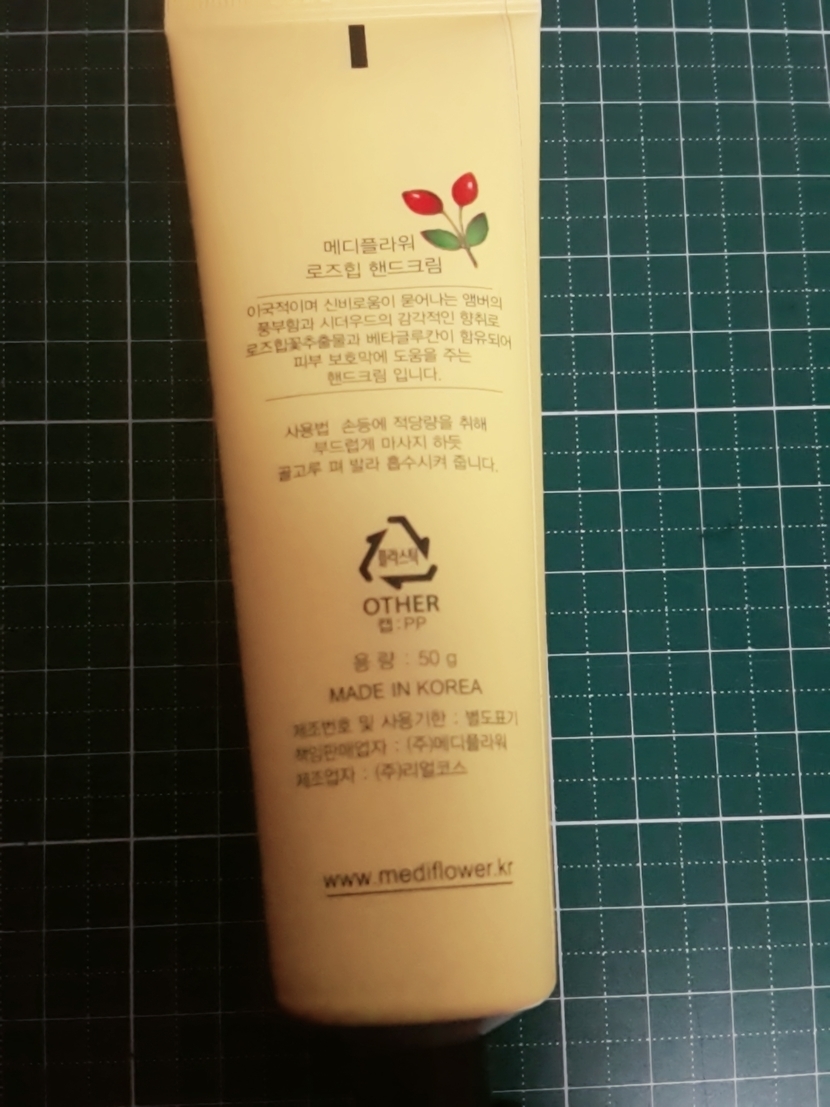 메디플라워
로즈힙 핸드크림
이국적이며 신비로움이 묻어나는 앰버의
풍부함과 시더우드의 감각적인 향취로
로즈힙꽃추출물과 베타글루칸이 함유되어
피부 보호막에 도움을 주는
핸드크림 입니다.
사용법 손등에 적당량을 취해
부드럽게 마사지 하듯
골고루 펴 발라 흡수시켜 줍니다.
플라스틱
OTHER
캡:PP
용 량 : 50 g
MADE IN KOREA
제조번호 및 사용기한 : 별도표기
책임판매업자 : (주)메디플라워
제조업자 : (주)리얼코스
www.mediflower.kr